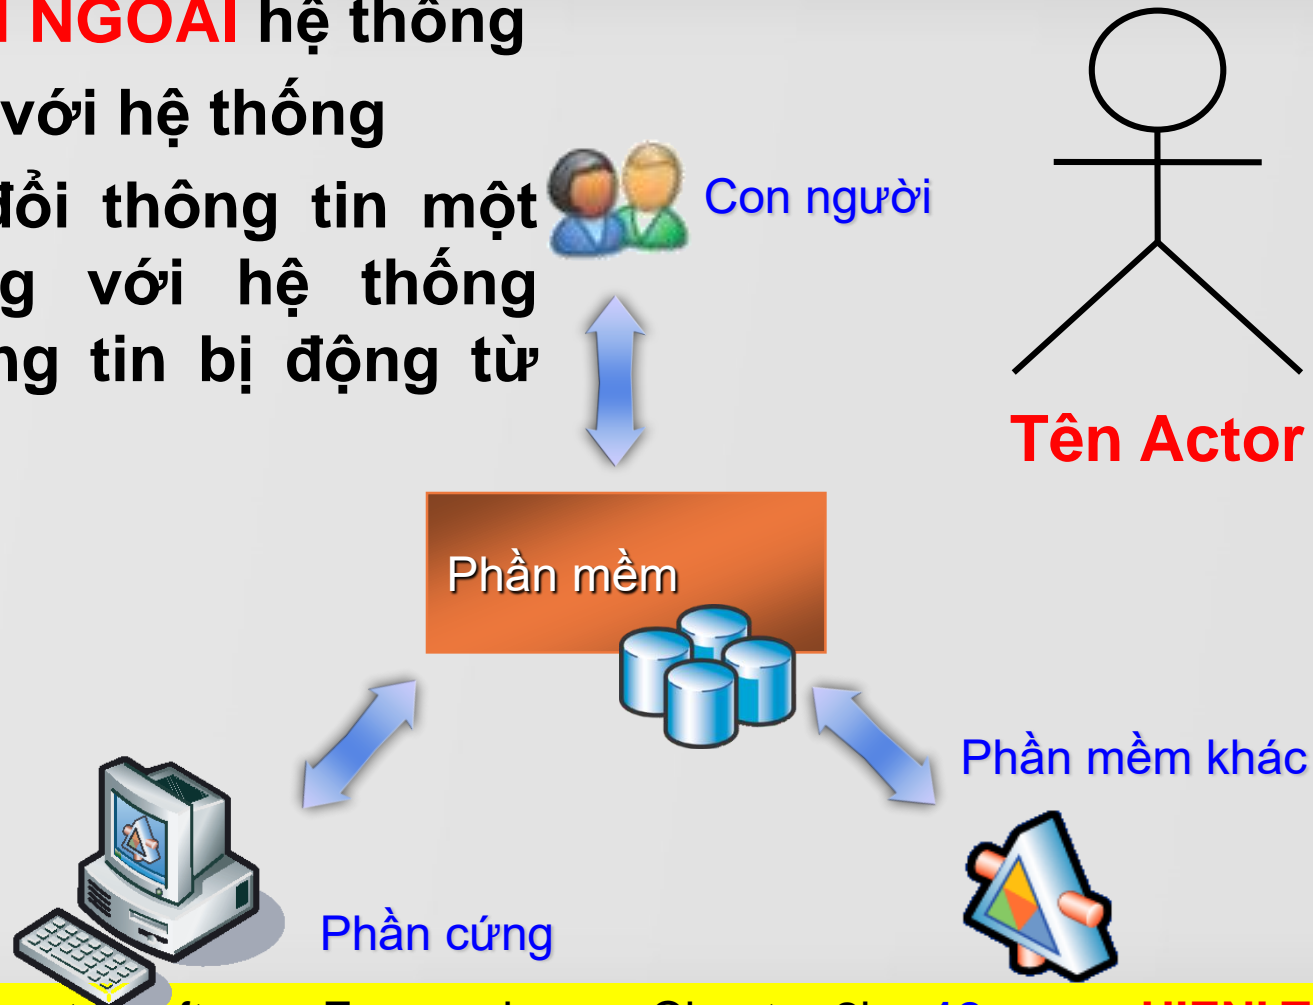 NGOÀI hệ thống
với hệ thống
đổi thông tin một
với hệ thống
tin bị động từ
Con người
Tên Actor
Phần mềm
Phần mềm khác
Phần cứng